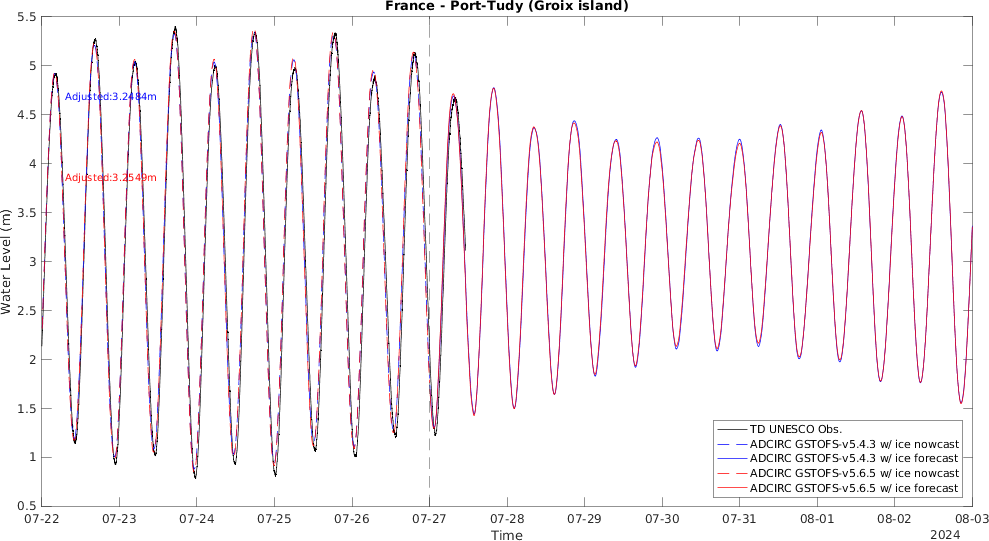 France - Port-Tudy (Groix island)
5.5
5
4.5
4
3.5
3
2.5
2
1.5
1
0.5
Water Level (m)
Adjusted:3.2484m
Adjusted:3.2549m
TD UNESCO Obs.
ADCIRC GSTOFS-v5.4.3 w/ ice nowcast
ADCIRC GSTOFS-v5.4.3 w/ ice forecast
ADCIRC GSTOFS-v5.6.5 w/ ice nowcast
ADCIRC GSTOFS-v5.6.5 w/ ice forecast
07-22 07-23 07-24 07-25 07-26 07-27 07-28 07-29 07-30 07-31 08-01 08-02 08-03
Time
2024